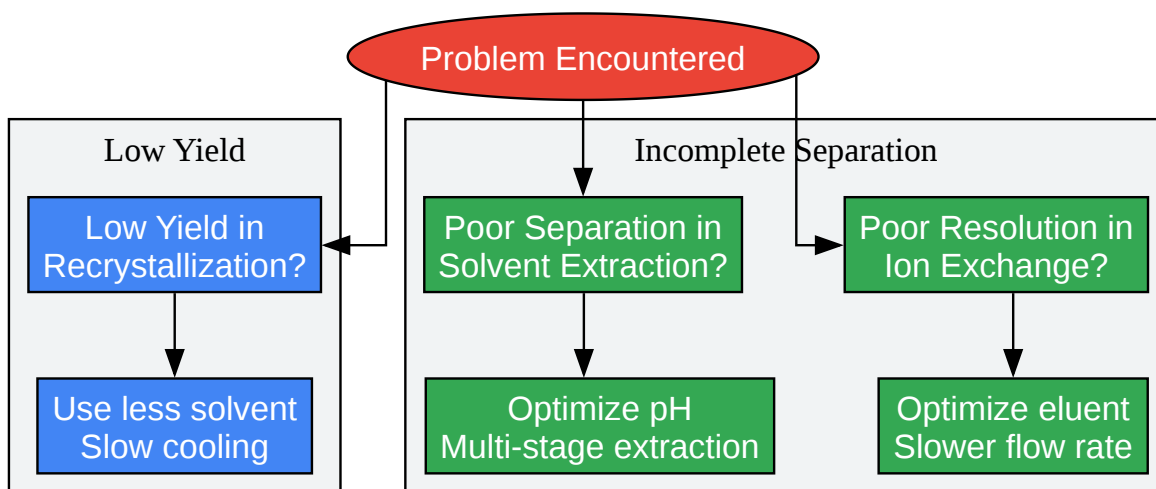 Problem Encountered
Low Yield
Low Yield in
Recrystallization?
Use less solvent
Slow cooling
Incomplete Separation
Poor Separation in
Solvent Extraction?
Optimize pH
Multi-stage extraction
Poor Resolution in
Ion Exchange?
Optimize eluent
Slower flow rate